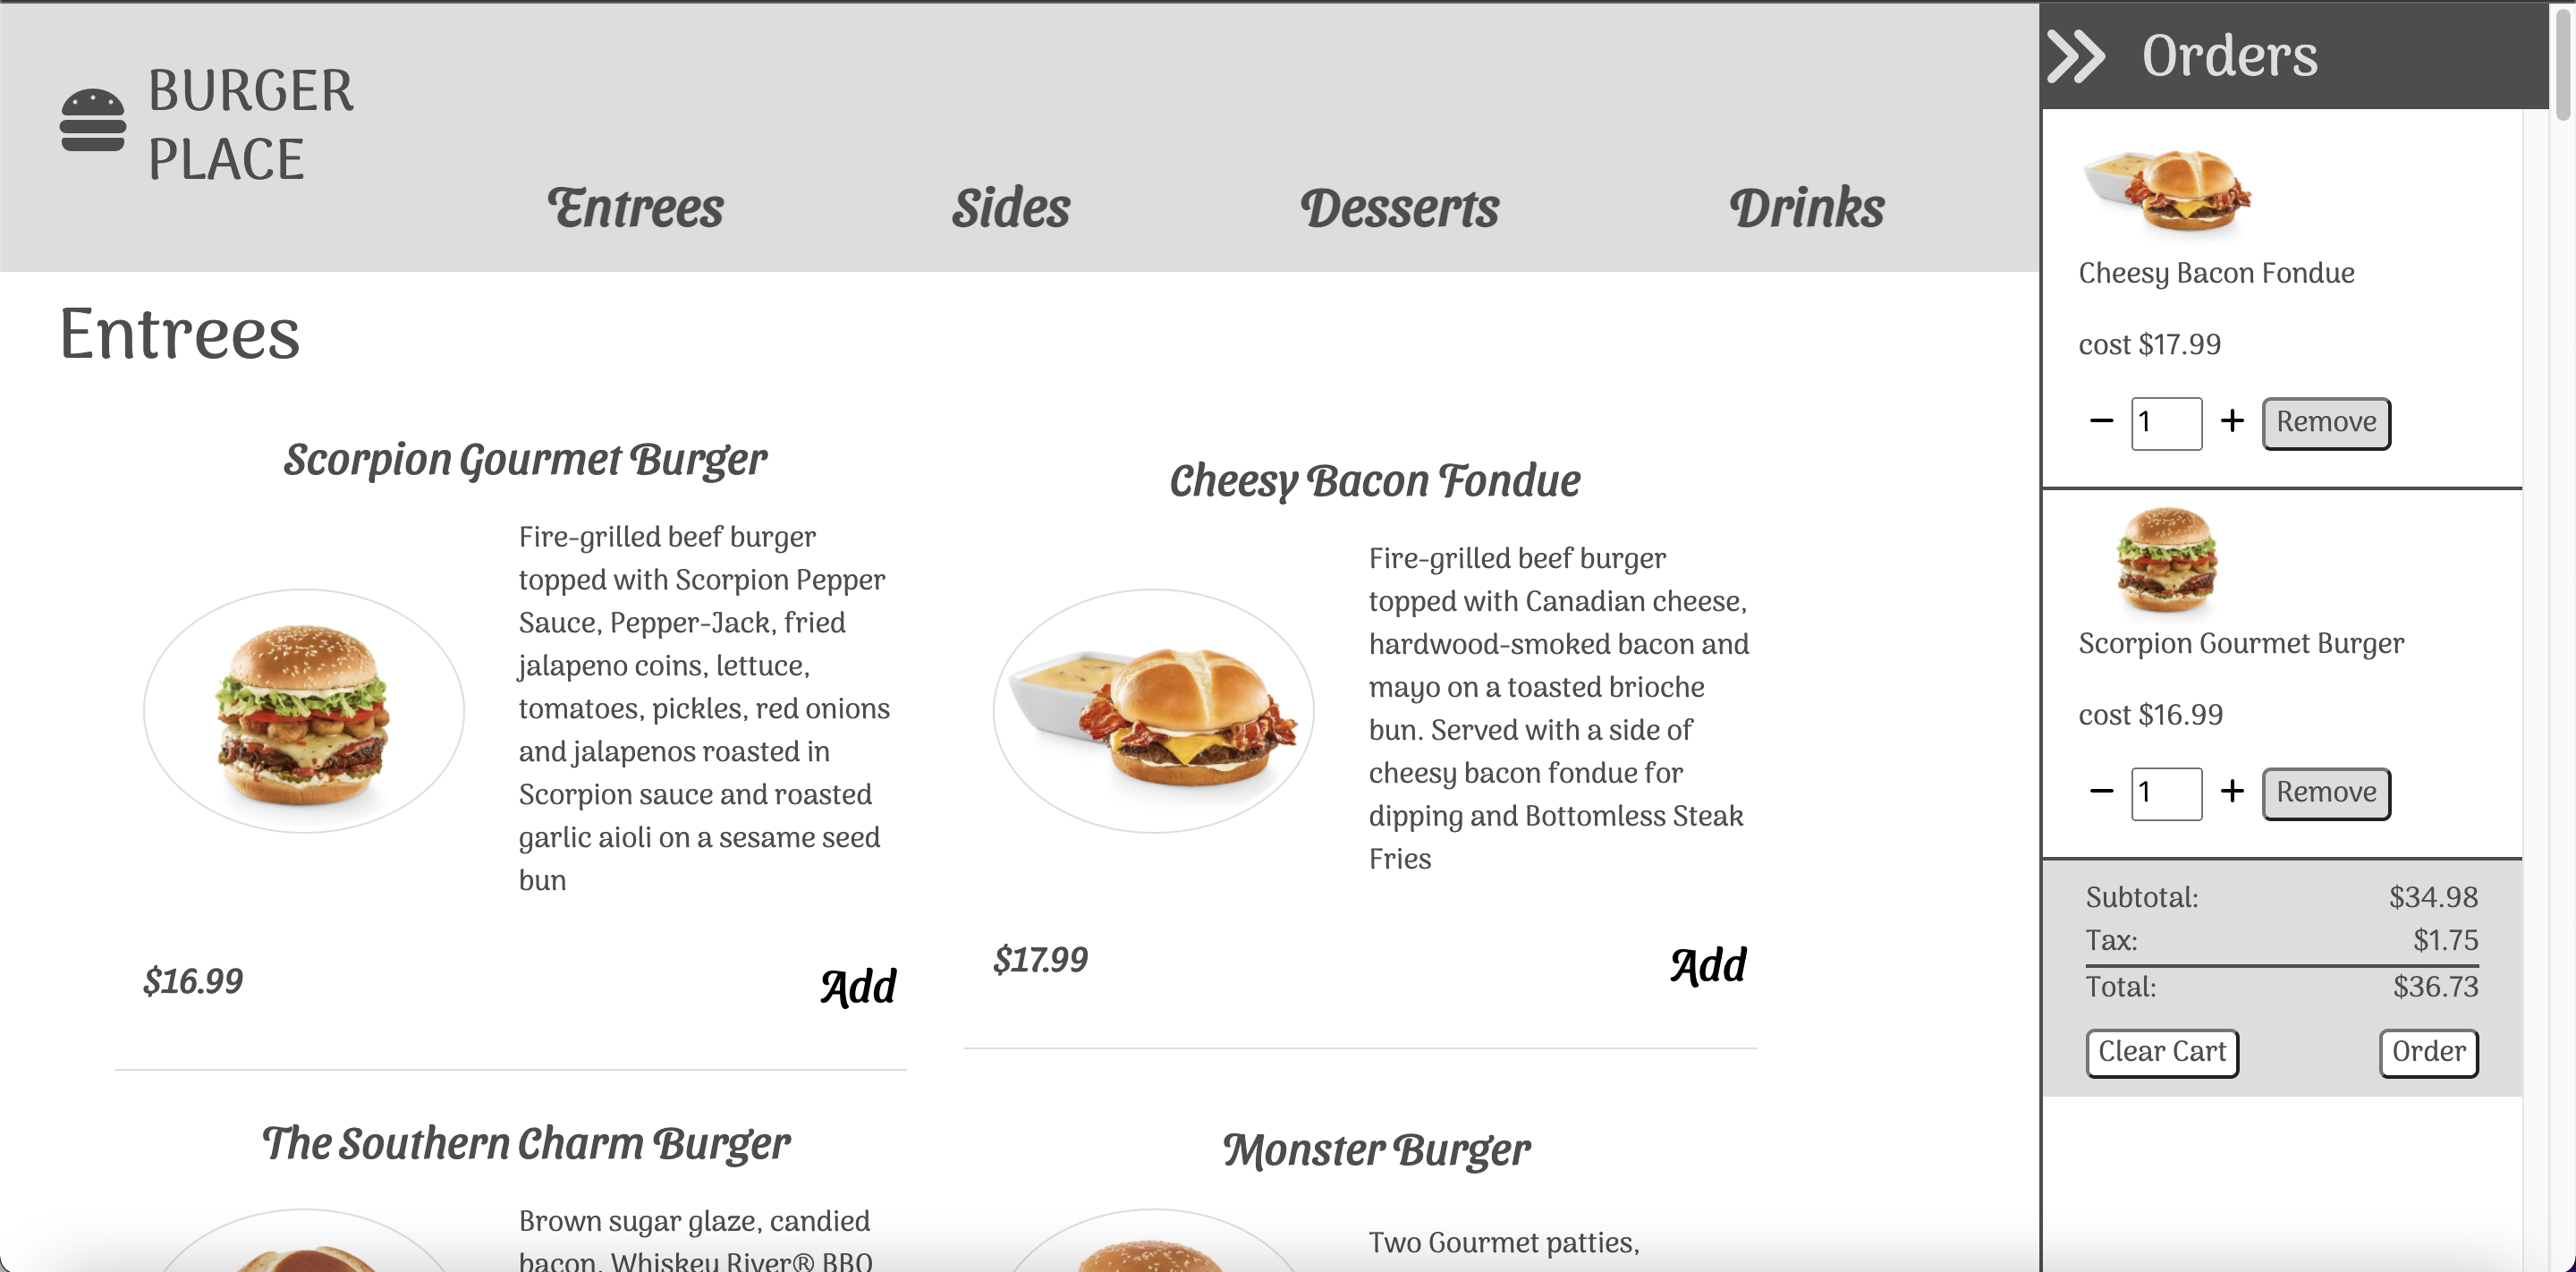 BURGER
PLACE
Entrees
Sides
Desserts
Drinks
Entrees
Scorpion Gourmet Burger
Fire-grilled beef burger
topped with Scorpion Pepper
Sauce, Pepper-Jack, fried
jalapeno coins, lettuce,
tomatoes, pickles, red onions
and jalapenos roasted in
Scorpion sauce and roasted
garlic aioli on a sesame seed
bun
$16.99
Add
Cheesy Bacon Fondue
Fire-grilled beef burger
topped with Canadian cheese,
hardwood-smoked bacon and
mayo on a toasted brioche
bun. Served with a side of
cheesy bacon fondue for
dipping and Bottomless Steak
Fries
$17.99
Add
The Southern Charm Burger
Brown sugar glaze, candied
bacon, Whiskey River® BBQ
Monster Burger
Two Gourmet patties,
Orders
Cheesy Bacon Fondue
cost $17.99
− 1 + Remove
Scorpion Gourmet Burger
cost $16.99
− 1 + Remove
Subtotal: $34.98
Tax: $1.75
Total: $36.73
Clear Cart
Order